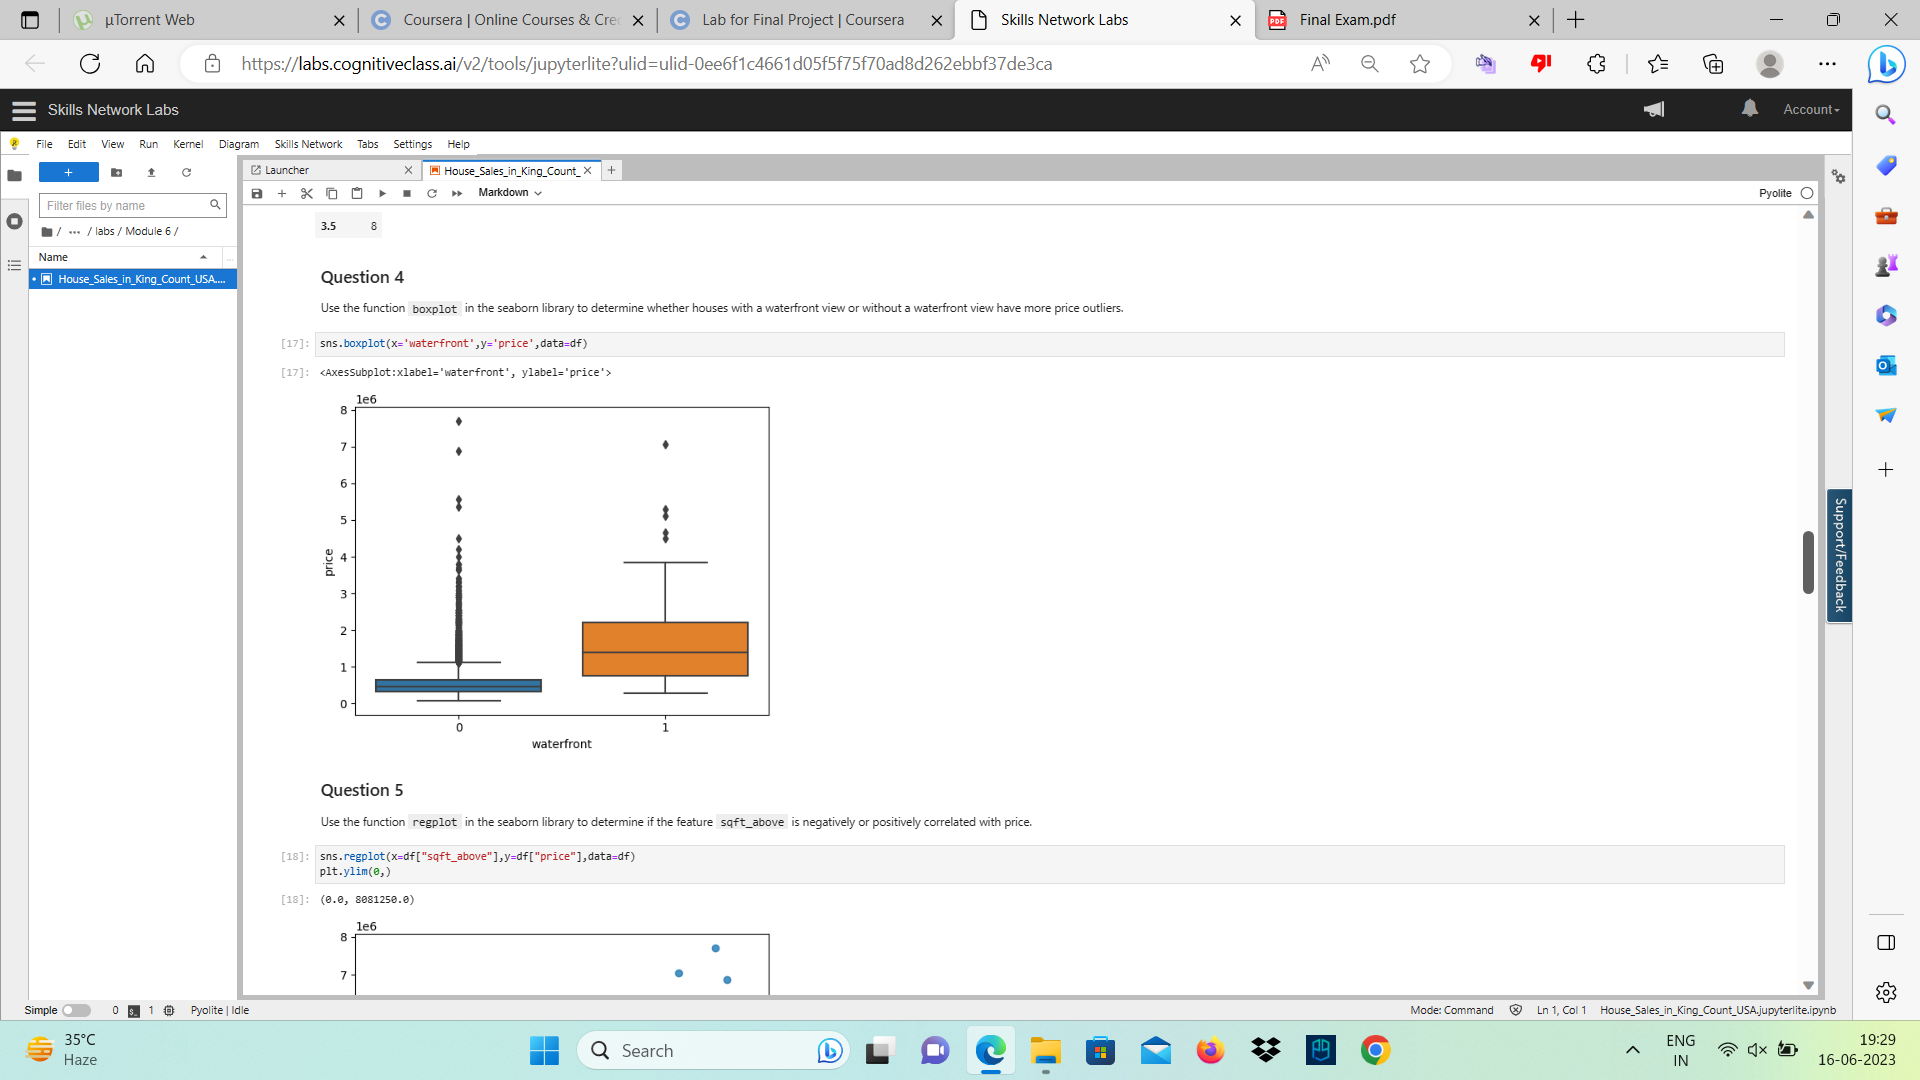 µTorrent Web
Coursera | Online Courses & Cre
Lab for Final Project | Coursera
Skills Network Labs
Final Exam.pdf
https://labs.cognitiveclass.ai/v2/tools/jupyterlite?ulid=ulid-0ee6f1c4661d05f5f75f70ad8d262ebbf37de3ca
Skills Network Labs
Account
File Edit View Run Kernel Diagram Skills Network Tabs Settings Help
Launcher
House_Sales_in_King_Count_
Markdown
Pyolite
Filter files by name
/ ... / labs / Module 6 /
Name
House_Sales_in_King_Count_USA....
3.5 8
Question 4
Use the function boxplot in the seaborn library to determine whether houses with a waterfront view or without a waterfront view have more price outliers.
[17]: sns.boxplot(x='waterfront',y='price',data=df)
[17]: <AxesSubplot:xlabel='waterfront', ylabel='price'>
1e6
8
7
6
5
4
3
2
1
0
price
0 1
waterfront
Question 5
Use the function regplot in the seaborn library to determine if the feature sqft_above is negatively or positively correlated with price.
[18]: sns.regplot(x=df["sqft_above"],y=df["price"],data=df)
plt.ylim(0,)
[18]: (0.0, 8081250.0)
1e6
8
7
Support/Feedback
Simple 0 1 Pyolite | Idle
Mode: Command Ln 1, Col 1 House_Sales_in_King_Count_USA.jupyterlite.ipynb
35°C
Haze
Search
ENG
IN
19:29
16-06-2023